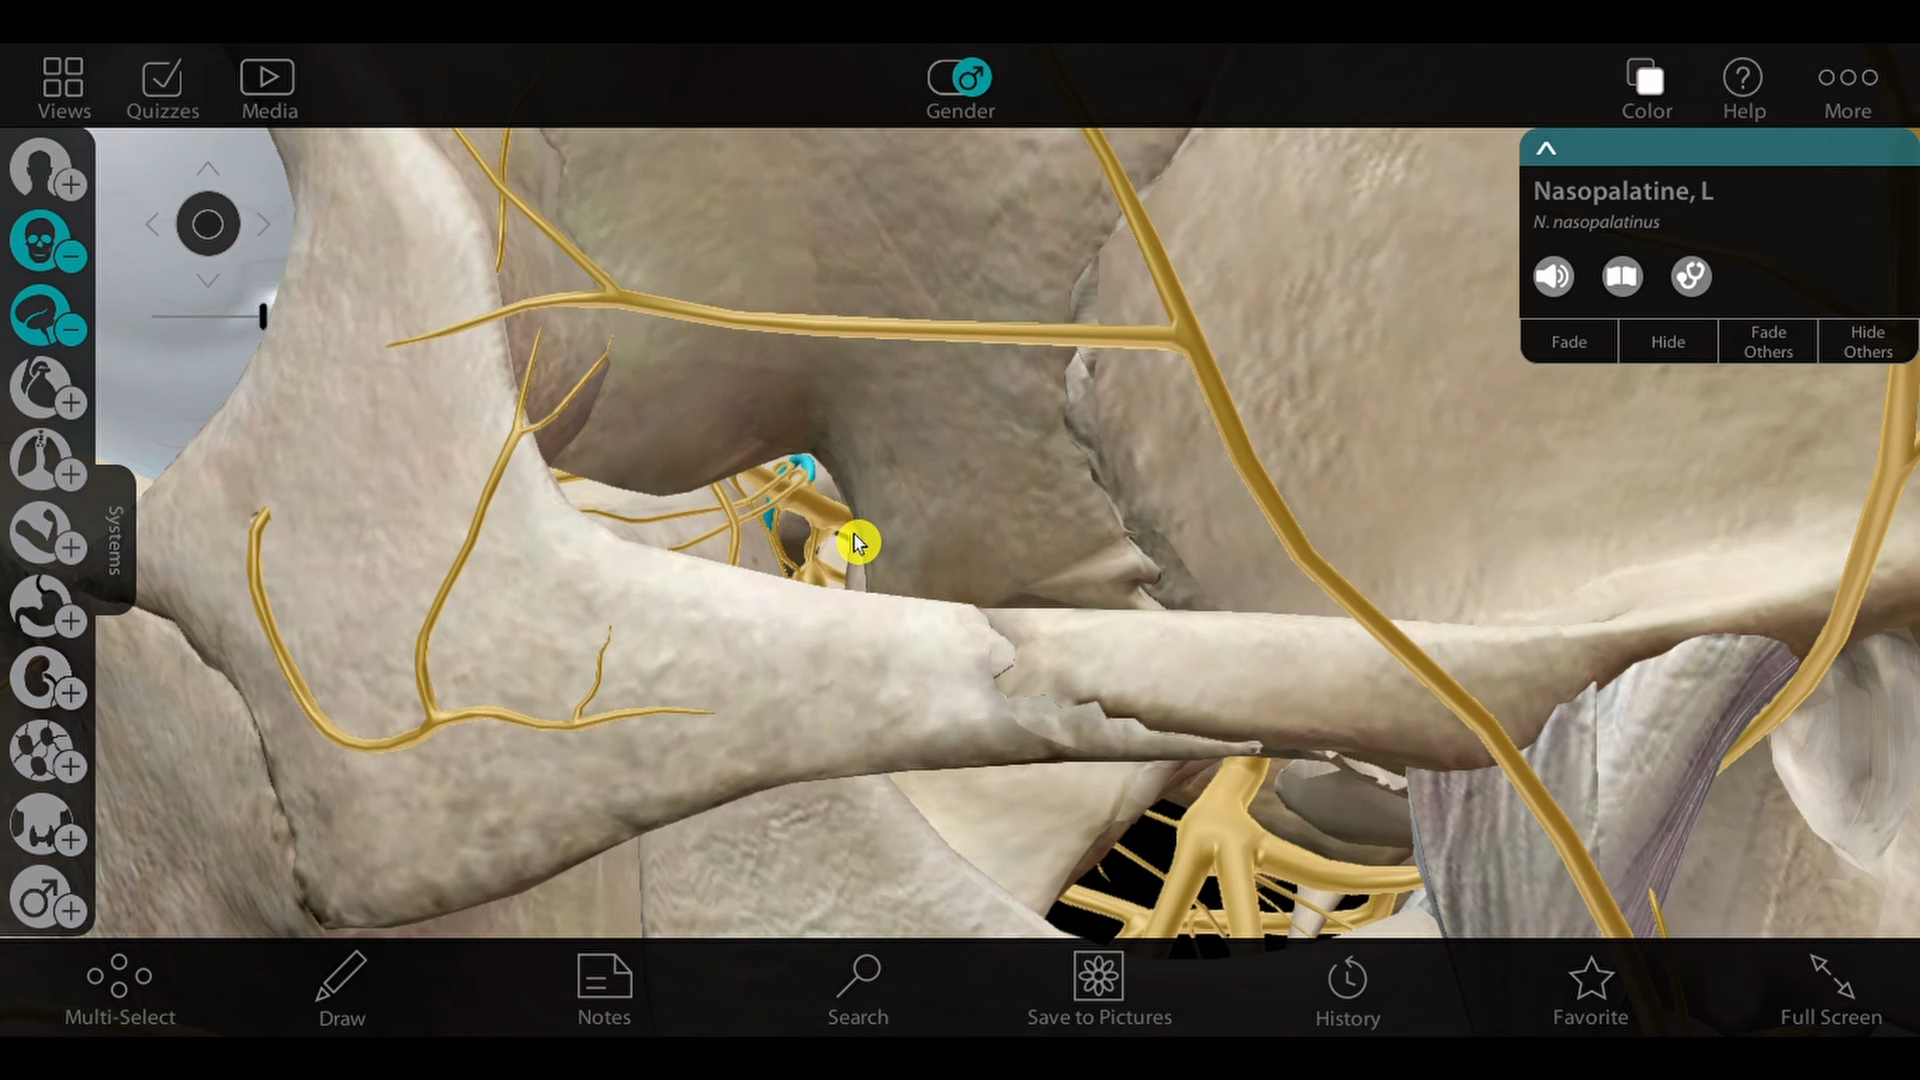 Views
Quizzes
Media
Gender
Color
Help
More
Nasopalatine, L
N. nasopalatinus
Fade
Hide
Fade
Others
Hide
Others
Systems
Multi-Select
Draw
Notes
Search
Save to Pictures
History
Favorite
Full Screen